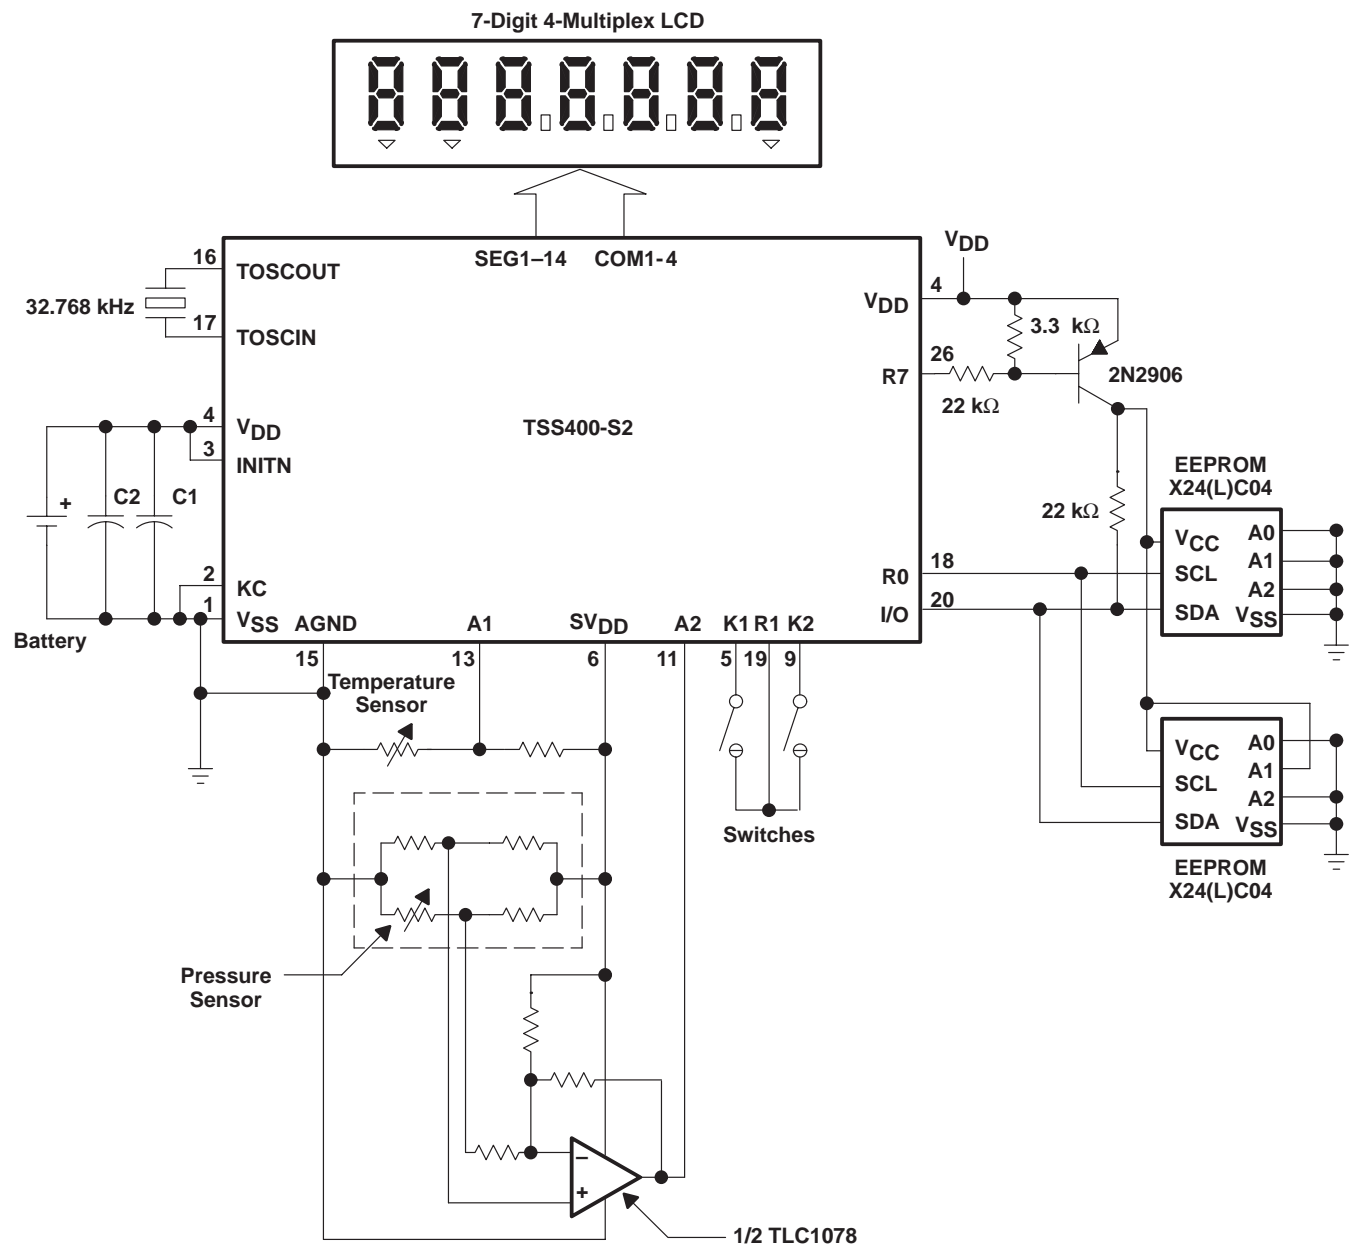 7-Digit 4-Multiplex LCD
SEG1–14 COM1-4
16
TOSCOUT
32.768 kHz
17
TOSCIN
VDD
4
VDD
3.3 kΩ
26
R7
22 kΩ
2N2906
TSS400-S2
4
VDD
3
INITN
C2 C1
+
2
KC
1
VSS
Battery
EEPROM
X24(L)C04
22 kΩ
VCC
SCL
SDA
A0
A1
A2
VSS
18
R0
20
I/O
AGND
A1
SVDD
A2
K1 R1 K2
15
13
6
11
5 19 9
Temperature
Sensor
Switches
VCC
SCL
SDA
A0
A1
A2
VSS
EEPROM
X24(L)C04
Pressure
Sensor
–
+
1/2 TLC1078